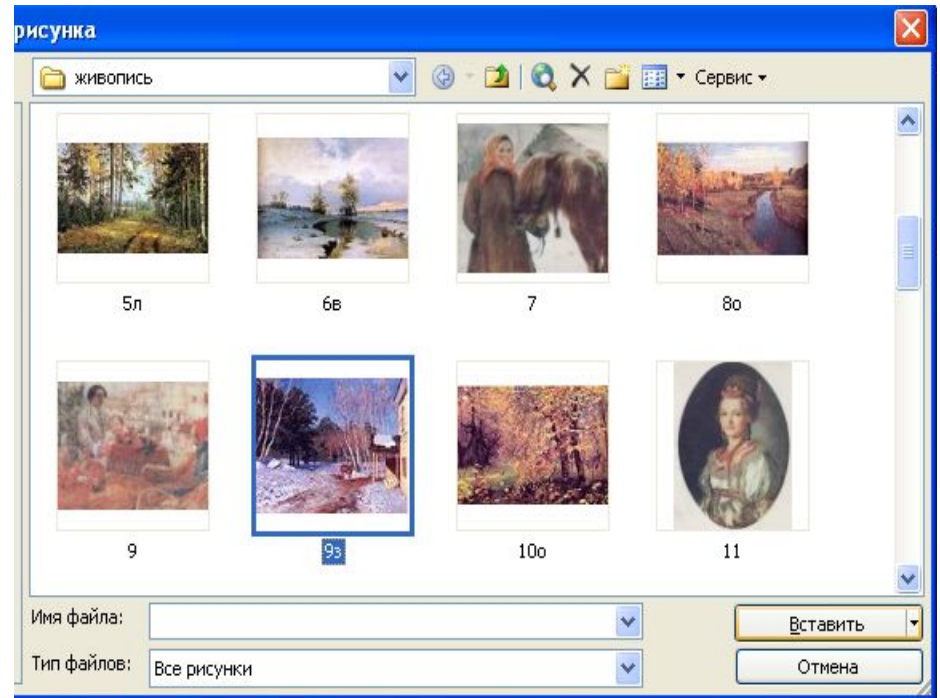 рисунка
живопись
Сервис
5л
6в
7
8о
9
9з
10о
11
Имя файла:
Вставить
Тип файлов:
Все рисунки
Отмена